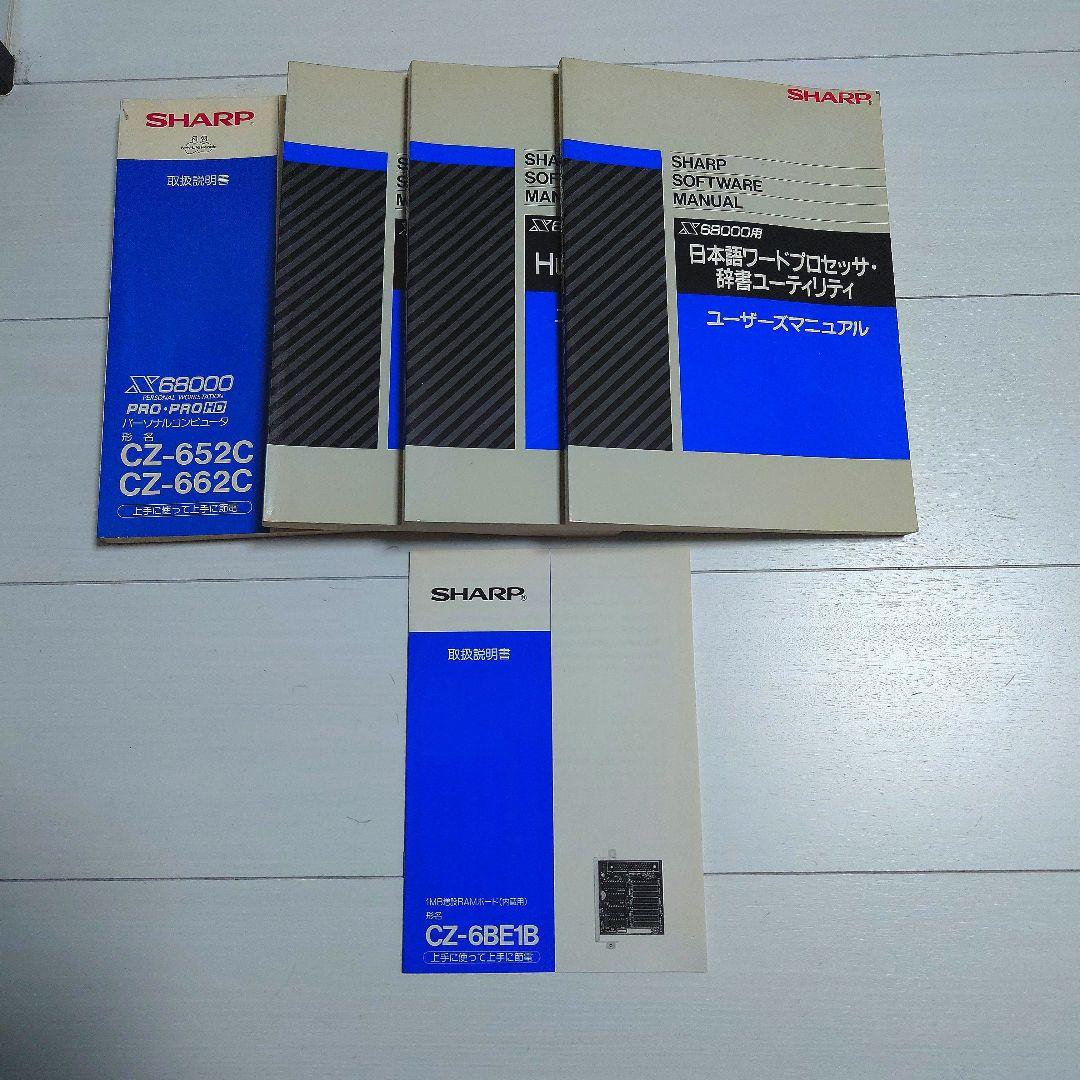 SHARP
取扱説明書
X68000
PERSONAL WORKSTATION
PRO・PROHD
パーソナルコンピュータ
形名
CZ-652C
CZ-662C
上手に使って上手に節電
SHA
SOF
MAN
X6
SHARP
SHARP
SOFTWARE
MANUAL
X68000用
日本語ワードプロセッサ・
辞書ユーティリティ
ユーザーズマニュアル
SHARP
取扱説明書
1MB増設RAMボード(内蔵用)
形名
CZ-6BE1B
上手に使って上手に節電